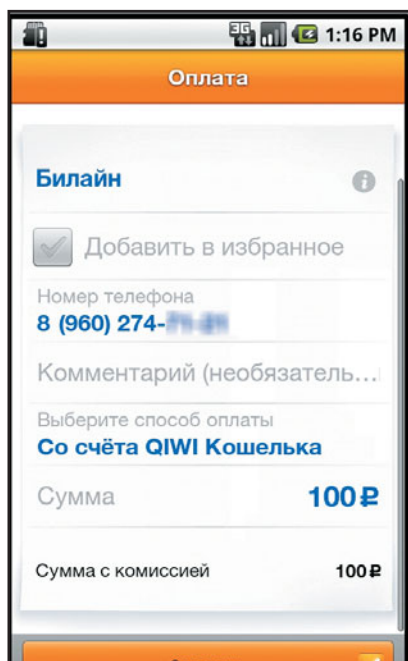 3G 1:16 PM
Оплата
Билайн
Добавить в избранное
Номер телефона
8 (960) 274-
Комментарий (необязатель...
Выберите способ оплаты
Со счёта QIWI Кошелька
Сумма 100 ₽
Сумма с комиссией 100 ₽